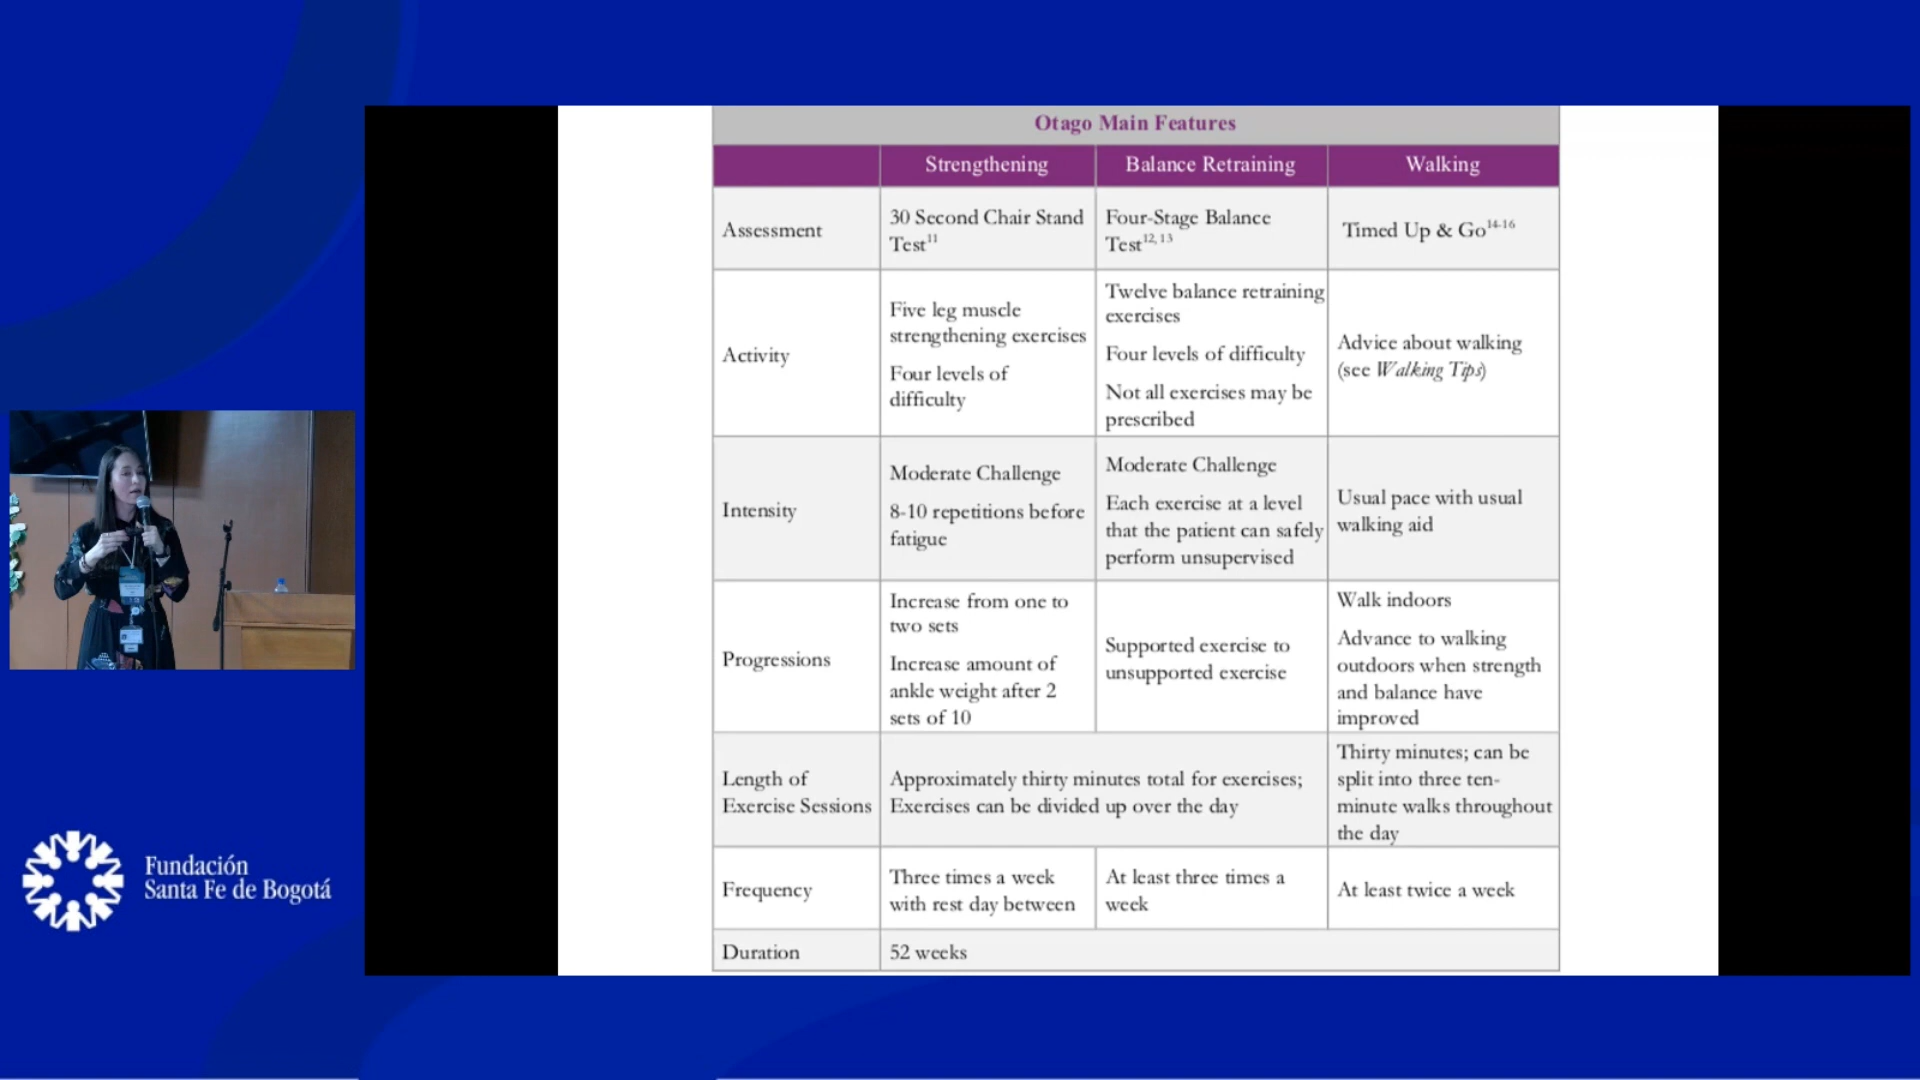 Otago Main Features
Strengthening
Balance Retraining
Walking
Assessment
30 Second Chair Stand
Test11
Four-Stage Balance
Test12, 13
Timed Up & Go14-16
Activity
Five leg muscle
strengthening exercises
Four levels of
difficulty
Twelve balance retraining
exercises
Four levels of difficulty
Not all exercises may be
prescribed
Advice about walking
(see Walking Tips)
Intensity
Moderate Challenge
8-10 repetitions before
fatigue
Moderate Challenge
Each exercise at a level
that the patient can safely
perform unsupervised
Usual pace with usual
walking aid
Progressions
Increase from one to
two sets
Increase amount of
ankle weight after 2
sets of 10
Supported exercise to
unsupported exercise
Walk indoors
Advance to walking
outdoors when strength
and balance have
improved
Length of
Exercise Sessions
Approximately thirty minutes total for exercises;
Exercises can be divided up over the day
Thirty minutes; can be
split into three ten-
minute walks throughout
the day
Frequency
Three times a week
with rest day between
At least three times a
week
At least twice a week
Duration
52 weeks
Fundación
Santa Fe de Bogotá